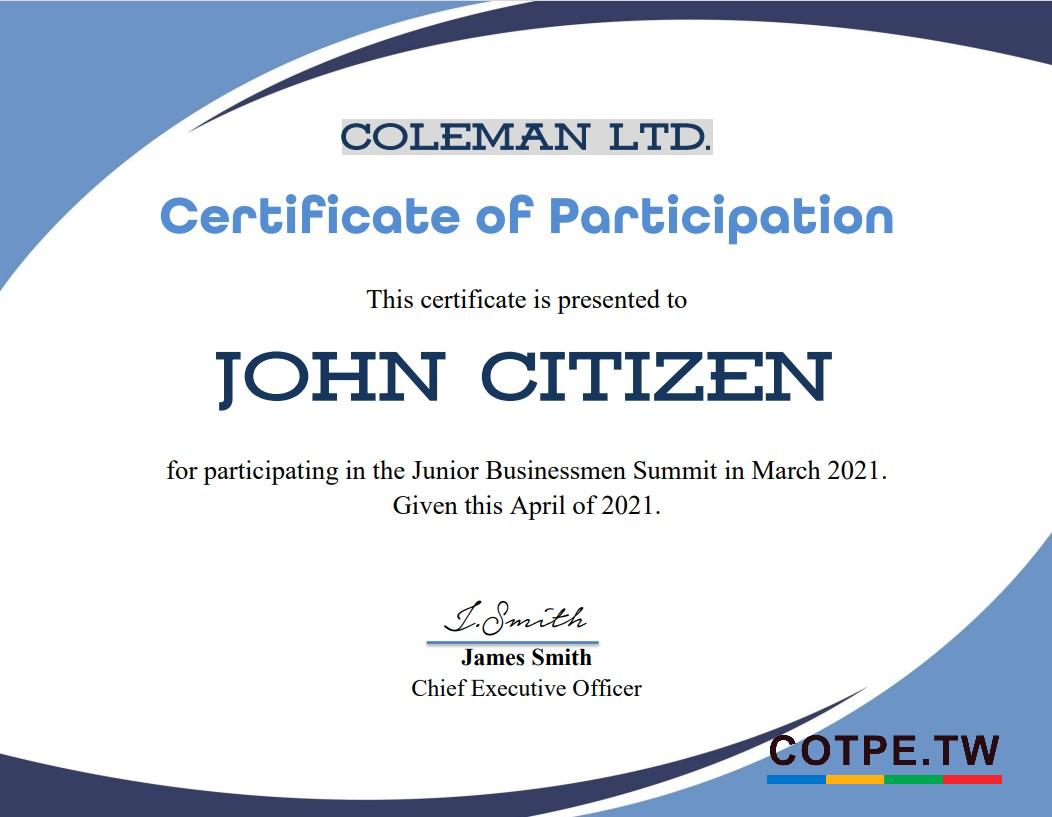 COLEMAN LTD.
Certificate of Participation
This certificate is presented to
JOHN CITIZEN
for participating in the Junior Businessmen Summit in March 2021.
Given this April of 2021.
J.Smith
James Smith
Chief Executive Officer
COTPE.TW